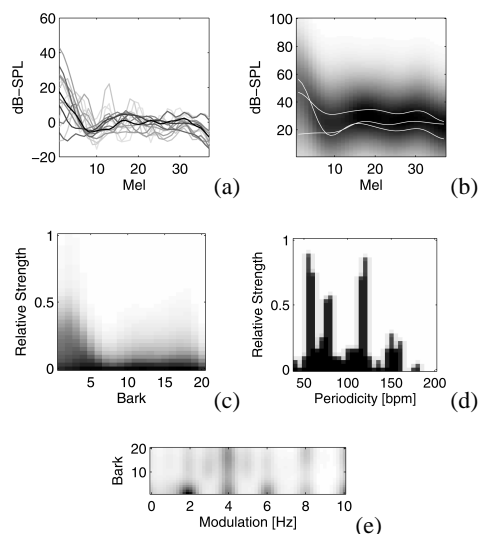 60
40
20
0
−20
dB−SPL
10 20 30
Mel
(a)
100
80
60
40
20
dB−SPL
10 20 30
Mel
(b)
1
0.5
0
Relative Strength
5 10 15 20
Bark
(c)
1
0.5
0
Relative Strength
50 100 150 200
Periodicity [bpm]
(d)
20
10
Bark
0 2 4 6 8 10
Modulation [Hz]
(e)